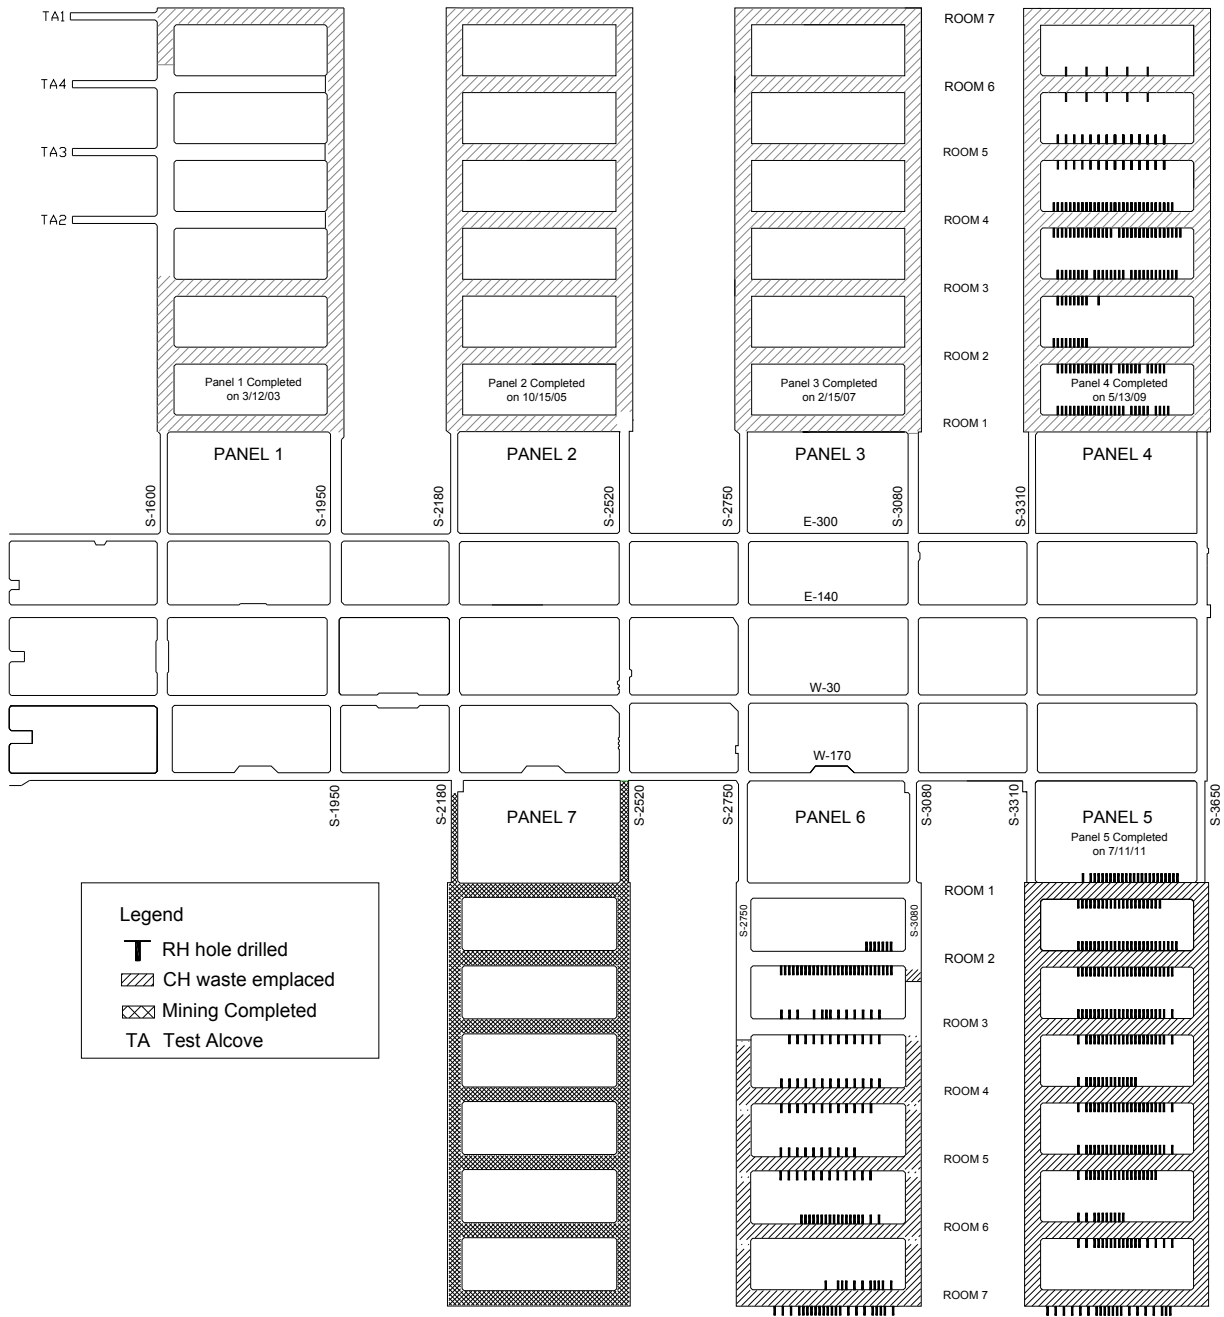 TA1
ROOM 7
TA4
ROOM 6
TA3
ROOM 5
TA2
ROOM 4
ROOM 3
ROOM 2
Panel 1 Completed
on 3/12/03
Panel 2 Completed
on 10/15/05
Panel 3 Completed
on 2/15/07
Panel 4 Completed
on 5/13/09
ROOM 1
PANEL 1
PANEL 2
PANEL 3
PANEL 4
S-1600
S-1950
S-2180
S-2520
S-2750
S-3080
S-3310
E-300
E-140
W-30
W-170
S-1950
S-2180
S-2520
S-2750
S-3080
S-3310
S-3650
PANEL 7
PANEL 6
PANEL 5
Panel 5 Completed
on 7/11/11
ROOM 1
S-2750
S-3080
ROOM 2
ROOM 3
ROOM 4
ROOM 5
ROOM 6
ROOM 7
Legend
RH hole drilled
CH waste emplaced
Mining Completed
TA Test Alcove